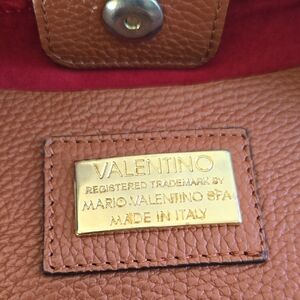 VALENTINO
REGISTERED TRADEMARK BY
MARIO VALENTINO SPA
MADE IN ITALY